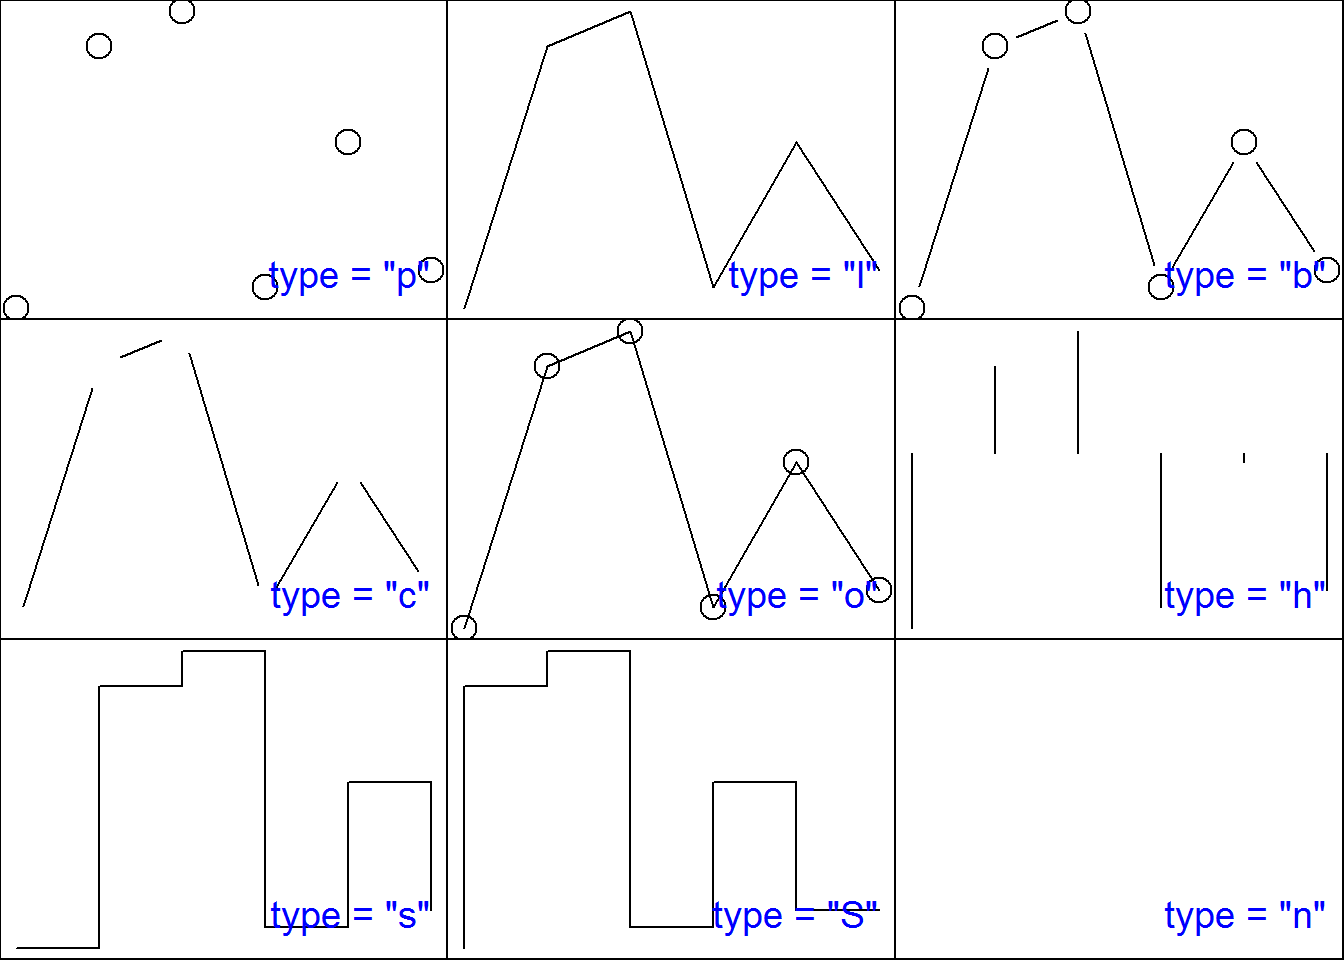 type = "p"
type = "l"
type = "b"
type = "c"
type = "o"
type = "h"
type = "s"
type = "S"
type = "n"